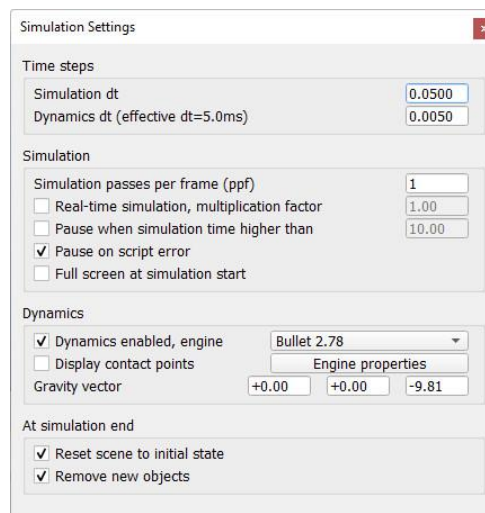 Simulation Settings
Time steps
Simulation dt 0.0500
Dynamics dt (effective dt=5.0ms) 0.0050
Simulation
Simulation passes per frame (ppf) 1
Real-time simulation, multiplication factor 1.00
Pause when simulation time higher than 10.00
Pause on script error
Full screen at simulation start
Dynamics
Dynamics enabled, engine Bullet 2.78
Display contact points Engine properties
Gravity vector +0.00 +0.00 -9.81
At simulation end
Reset scene to initial state
Remove new objects